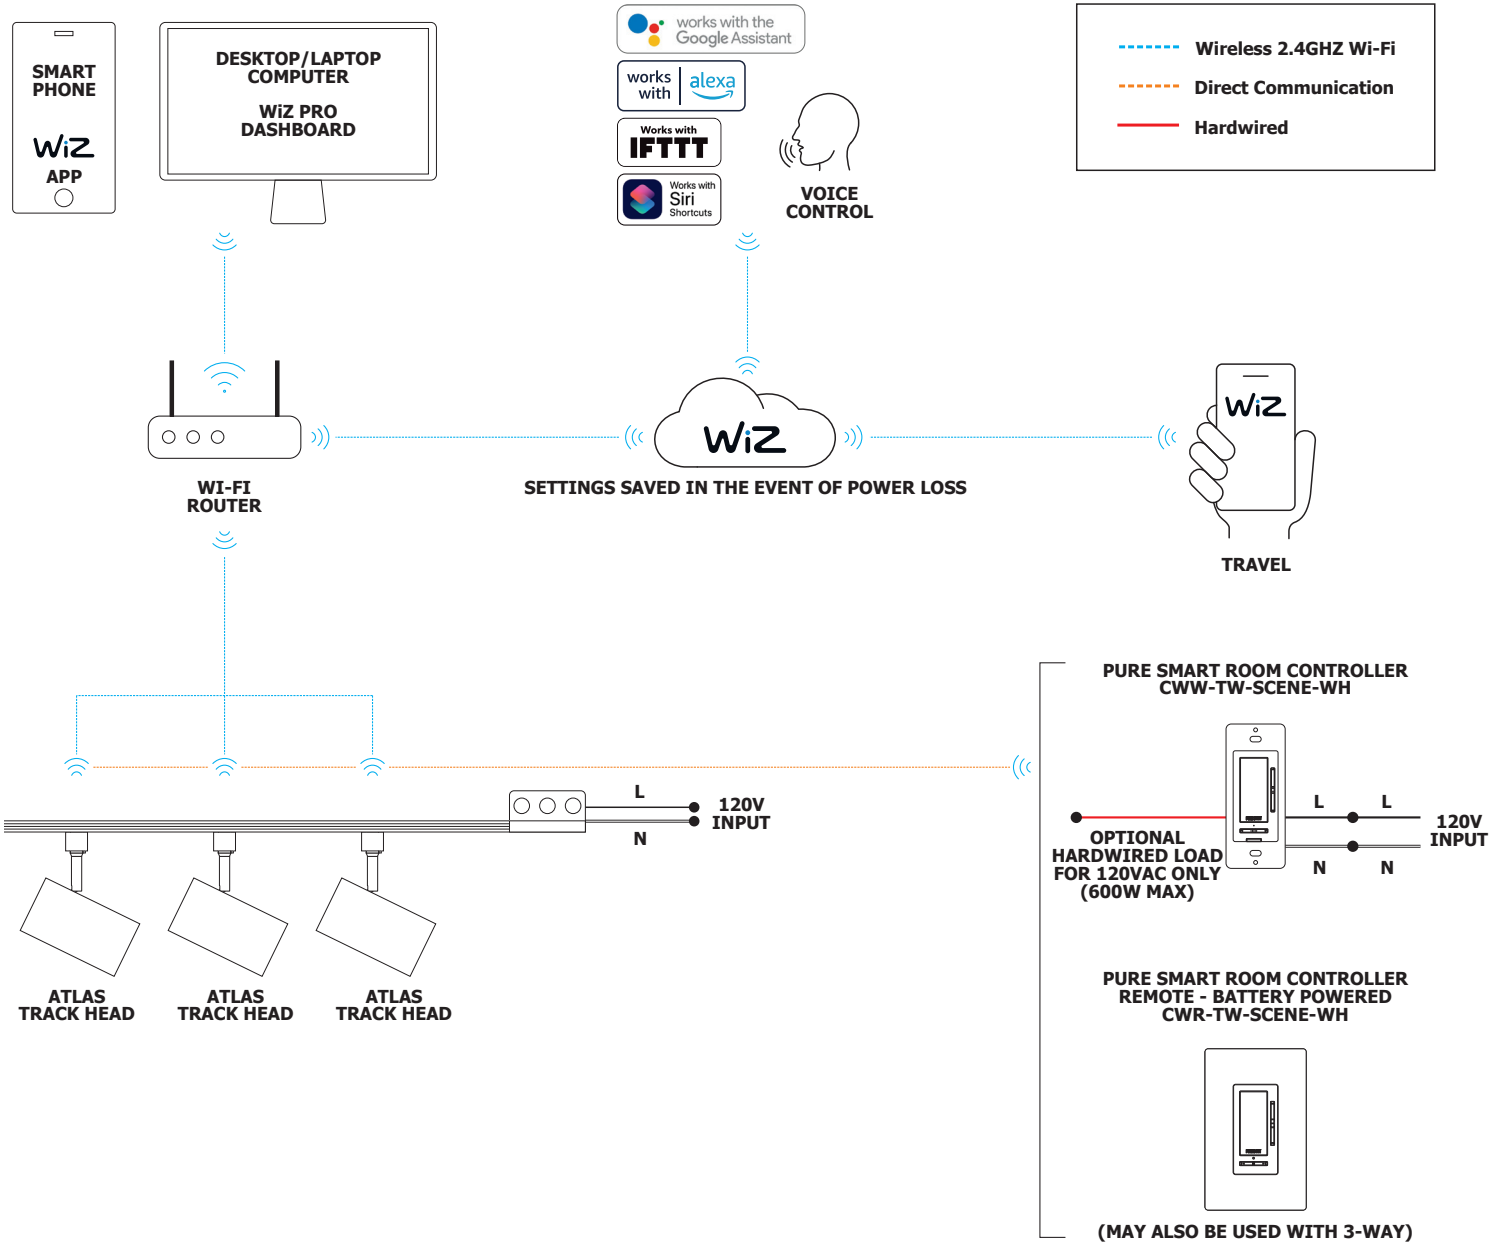 SMART
PHONE
WiZ
APP
DESKTOP/LAPTOP
COMPUTER
WiZ PRO
DASHBOARD
works with the
Google Assistant
works
with
alexa
Works with
IFTTT
Works with
Siri
Shortcuts
VOICE
CONTROL
Wireless 2.4GHZ Wi-Fi
Direct Communication
Hardwired
WI-FI
ROUTER
WiZ
SETTINGS SAVED IN THE EVENT OF POWER LOSS
WiZ
TRAVEL
L
N
120V
INPUT
ATLAS
TRACK HEAD
ATLAS
TRACK HEAD
ATLAS
TRACK HEAD
PURE SMART ROOM CONTROLLER
CWW-TW-SCENE-WH
OPTIONAL
HARDWIRED LOAD
FOR 120VAC ONLY
(600W MAX)
L
L
N
N
120V
INPUT
PURE SMART ROOM CONTROLLER
REMOTE - BATTERY POWERED
CWR-TW-SCENE-WH
(MAY ALSO BE USED WITH 3-WAY)